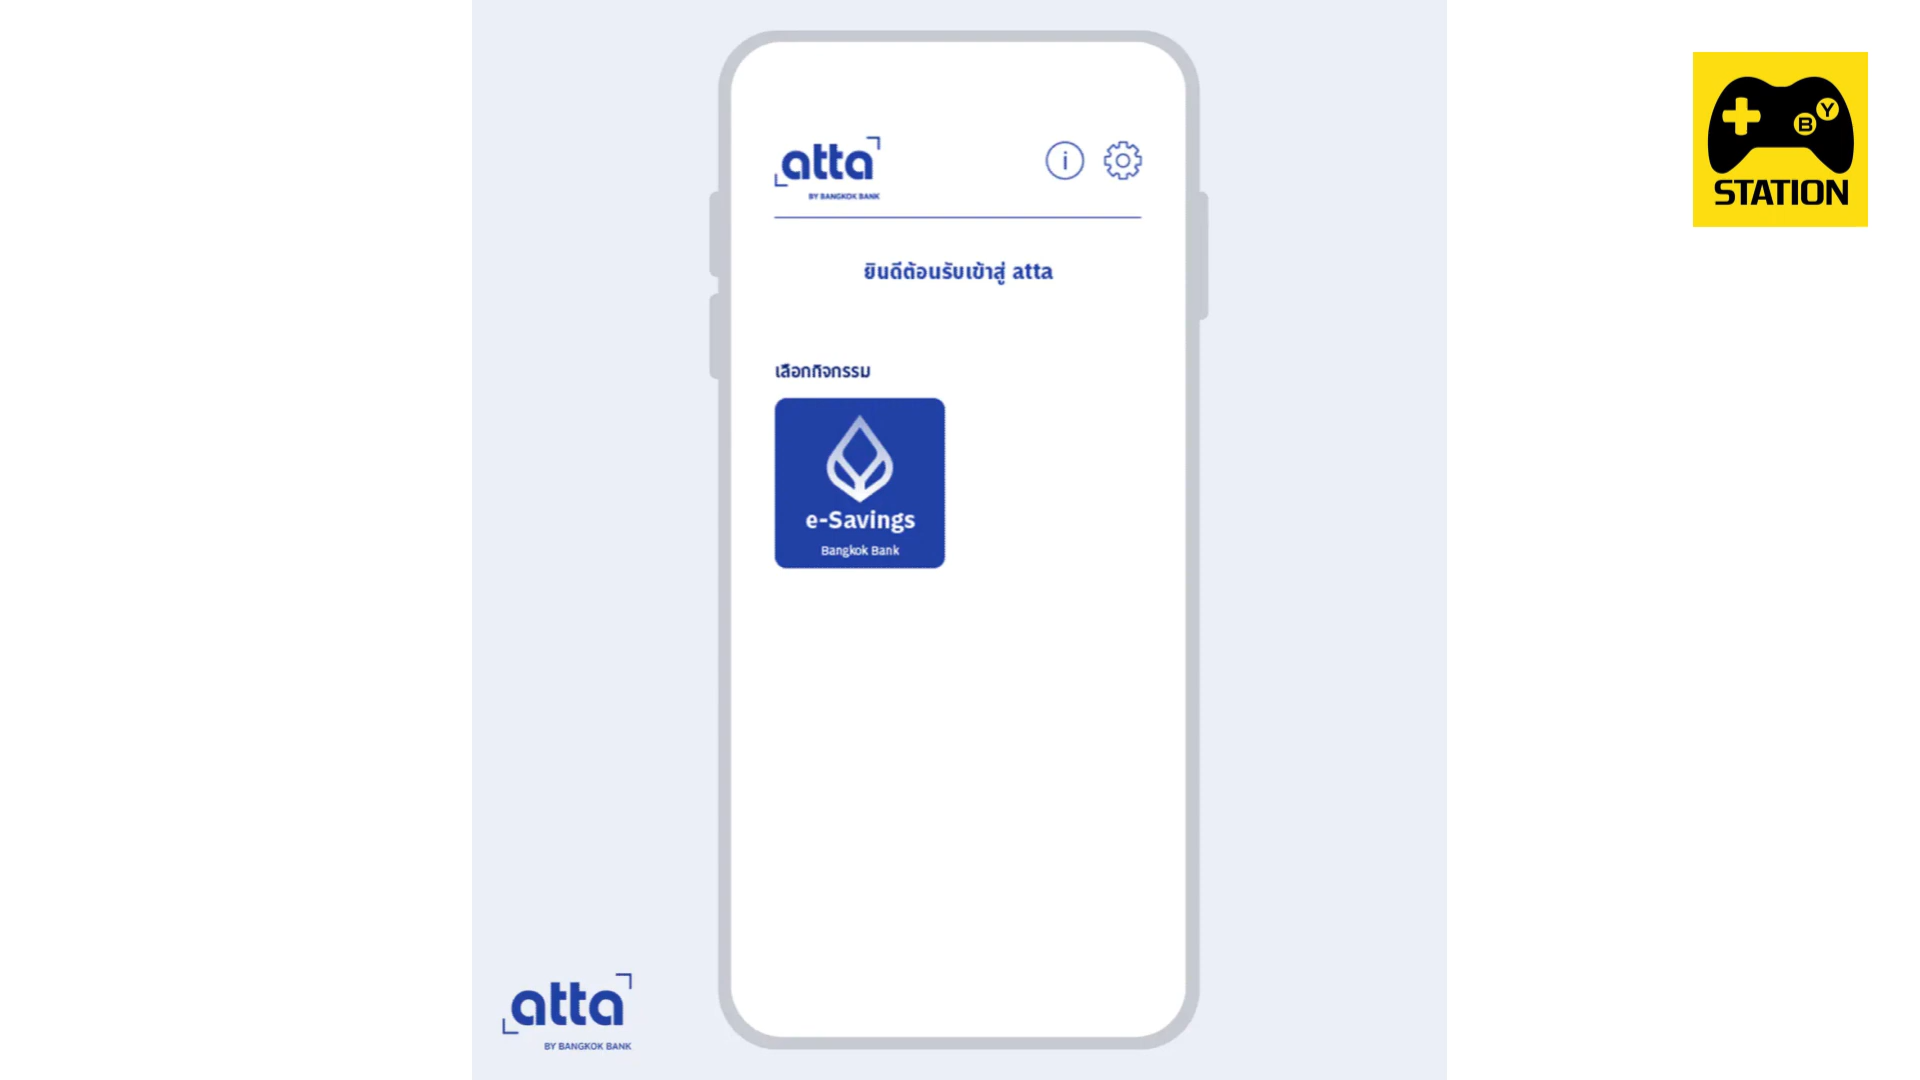 atta
BY BANGKOK BANK
i
ยินดีต้อนรับเข้าสู่ atta
เลือกกิจกรรม
e-Savings
Bangkok Bank
atta
BY BANGKOK BANK
B Y
STATION